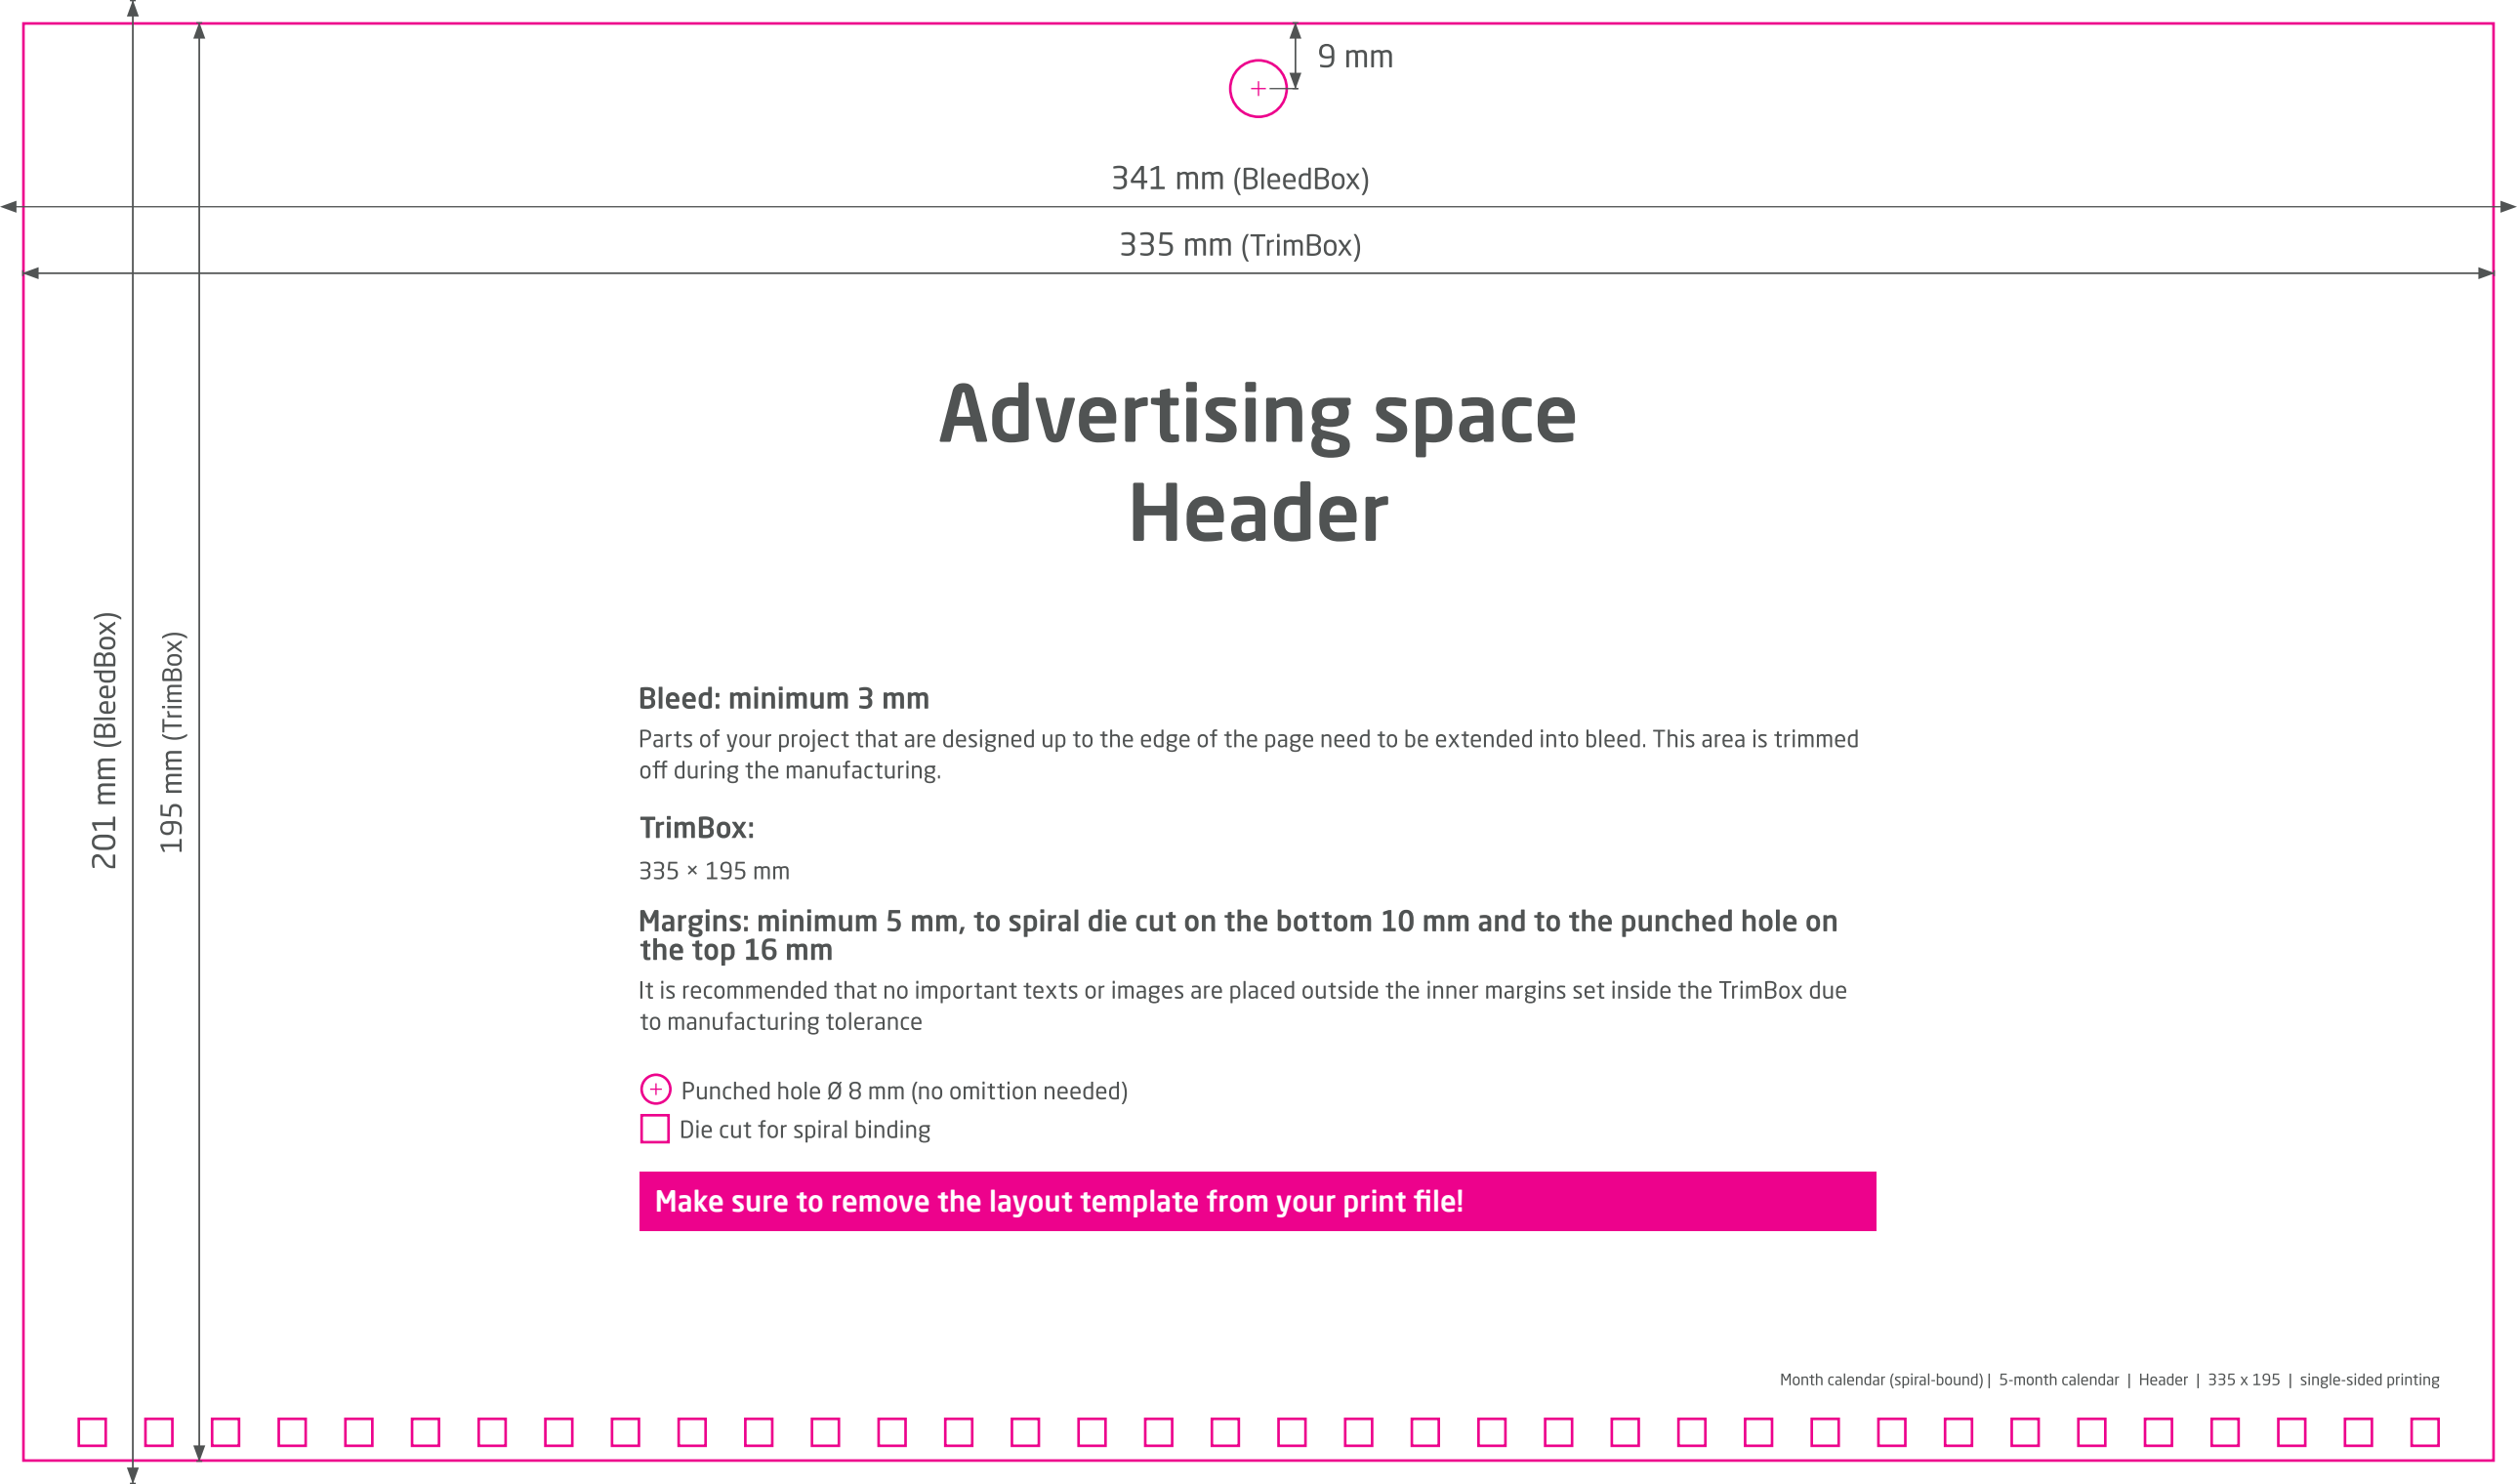 9 mm
341 mm (BleedBox)
335 mm (TrimBox)
Advertising space
Header
201 mm (BleedBox)
195 mm (TrimBox)
Bleed: minimum 3 mm
Parts of your project that are designed up to the edge of the page need to be extended into bleed. This area is trimmed
off during the manufacturing.
TrimBox:
335 × 195 mm
Margins: minimum 5 mm, to spiral die cut on the bottom 10 mm and to the punched hole on
the top 16 mm
It is recommended that no important texts or images are placed outside the inner margins set inside the TrimBox due
to manufacturing tolerance
Punched hole Ø 8 mm (no omittion needed)
Die cut for spiral binding
Make sure to remove the layout template from your print file!
Month calendar (spiral-bound) | 5-month calendar | Header | 335 x 195 | single-sided printing